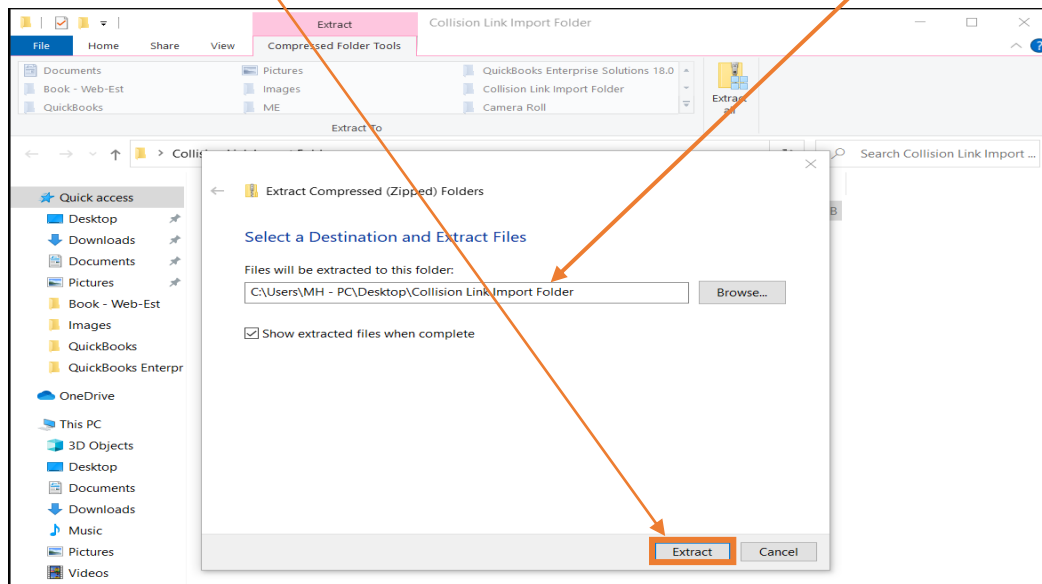 Extract
Collision Link Import Folder
File Home Share View Compressed Folder Tools
?
Documents Pictures QuickBooks Enterprise Solutions 18.0
Book - Web-Est Images Collision Link Import Folder
QuickBooks ME Camera Roll
Extract all
Extract To
> Search Collision Link Import ...
Extract Compressed (Zipped) Folders
Select a Destination and Extract Files
Files will be extracted to this folder:
C:\Users\MH - PC\Desktop\Collision Link Import Folder Browse...
Show extracted files when complete
Extract Cancel
Quick access
Desktop
Downloads
Documents
Pictures
Book - Web-Est
Images
QuickBooks
QuickBooks Enterpr
OneDrive
This PC
3D Objects
Desktop
Documents
Downloads
Music
Pictures
Videos
B